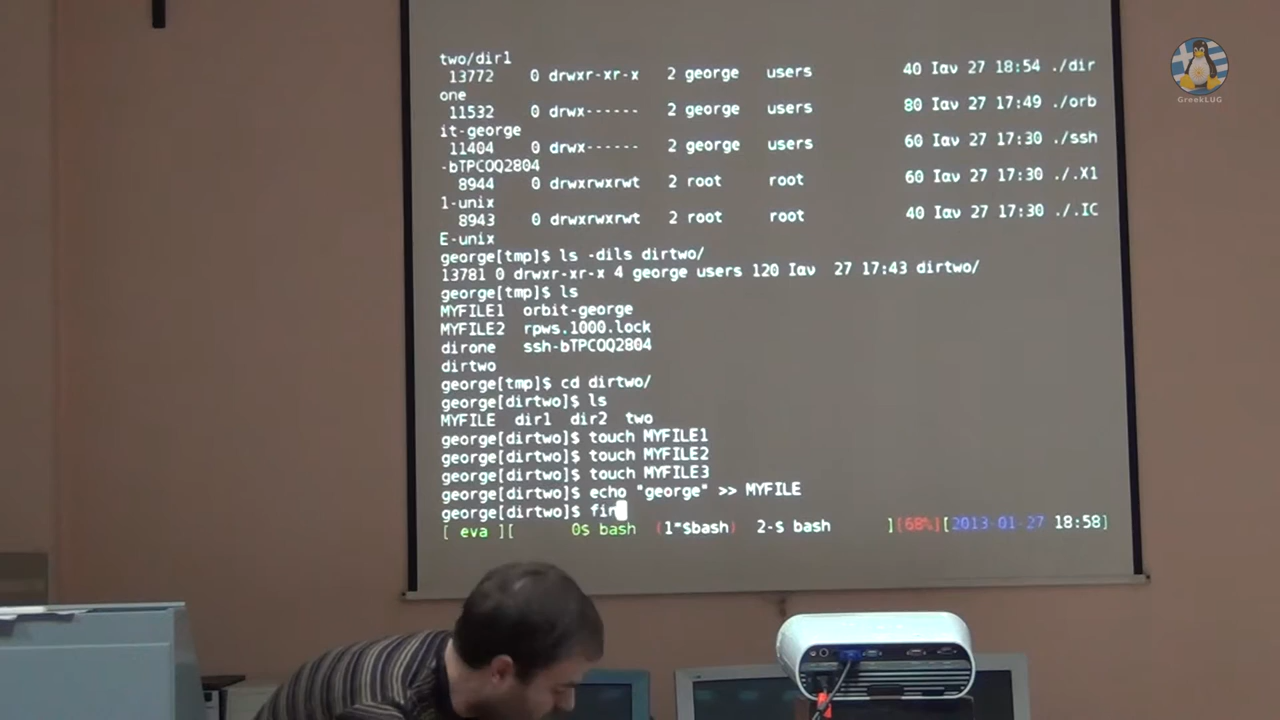 two/dir1
13772 0 drwxr-xr-x 2 george users 40 Ιαν 27 18:54 ./dir
one
11532 0 drwx------ 2 george users 80 Ιαν 27 17:49 ./orb
it-george
11404 0 drwx------ 2 george users 60 Ιαν 27 17:30 ./ssh
-bTPCOQ2804
8944 0 drwxrwxrwt 2 root root 60 Ιαν 27 17:30 ./.X1
1-unix
8943 0 drwxrwxrwt 2 root root 40 Ιαν 27 17:30 ./.IC
E-unix
george[tmp]$ ls -dils dirtwo/
13781 0 drwxr-xr-x 4 george users 120 Ιαν 27 17:43 dirtwo/
george[tmp]$ ls
MYFILE1 orbit-george
MYFILE2 rpws.1000.lock
dirone ssh-bTPCOQ2804
dirtwo
george[tmp]$ cd dirtwo/
george[dirtwo]$ ls
MYFILE dir1 dir2 two
george[dirtwo]$ touch MYFILE1
george[dirtwo]$ touch MYFILE2
george[dirtwo]$ touch MYFILE3
george[dirtwo]$ echo "george" >> MYFILE
george[dirtwo]$ fin
[ eva ][ 0$ bash (1*$bash) 2-$ bash ][68%][2013-01-27 18:58]
GreekLUG